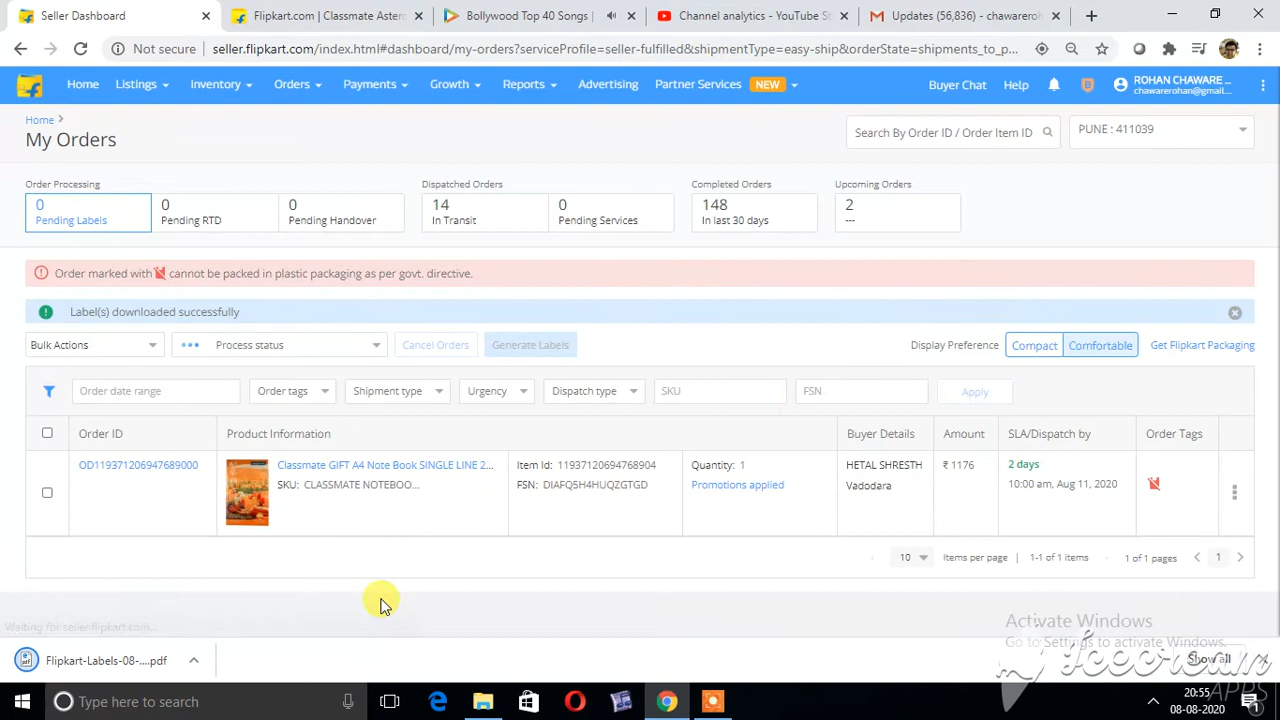 Seller Dashboard
Flipkart.com | Classmate Aster
Bollywood Top 40 Songs |
Channel analytics - YouTube St
Updates (56,836) - chawareroh
Not secure
seller.flipkart.com/index.html#dashboard/my-orders?serviceProfile=seller-fulfilled&shipmentType=easy-ship&orderState=shipments_to_p...
Home Listings Inventory Orders Payments Growth Reports Advertising Partner Services NEW
Buyer Chat Help
ROHAN CHAWARE ...
chawarerohan@gmail...
Home
My Orders
Search By Order ID / Order Item ID
PUNE : 411039
Order Processing
0
Pending Labels
0
Pending RTD
0
Pending Handover
Dispatched Orders
14
In Transit
0
Pending Services
Completed Orders
148
In last 30 days
Upcoming Orders
2
---
Order marked with cannot be packed in plastic packaging as per govt. directive.
Label(s) downloaded successfully
Bulk Actions
Process status
Cancel Orders
Generate Labels
Display Preference
Compact
Comfortable
Get Flipkart Packaging
Order date range
Order tags
Shipment type
Urgency
Dispatch type
SKU
FSN
Apply
Order ID
Product Information
Buyer Details
Amount
SLA/Dispatch by
Order Tags
OD119371206947689000
Classmate GIFT A4 Note Book SINGLE LINE 2...
SKU: CLASSMATE NOTEBOO...
Item Id: 11937120694768904
FSN: DIAFQ5H4HUQZGTGD
Quantity: 1
Promotions applied
HETAL SHRESTH
Vadodara
₹ 1176
2 days
10:00 am, Aug 11, 2020
10
Items per page
1-1 of 1 items
1 of 1 pages
1
Waiting for seller.flipkart.com...
Activate Windows
Go to Settings to activate Windows.
Flipkart-Labels-08-....pdf
Show all
Icecream
APPS
Type here to search
20:55
08-08-2020